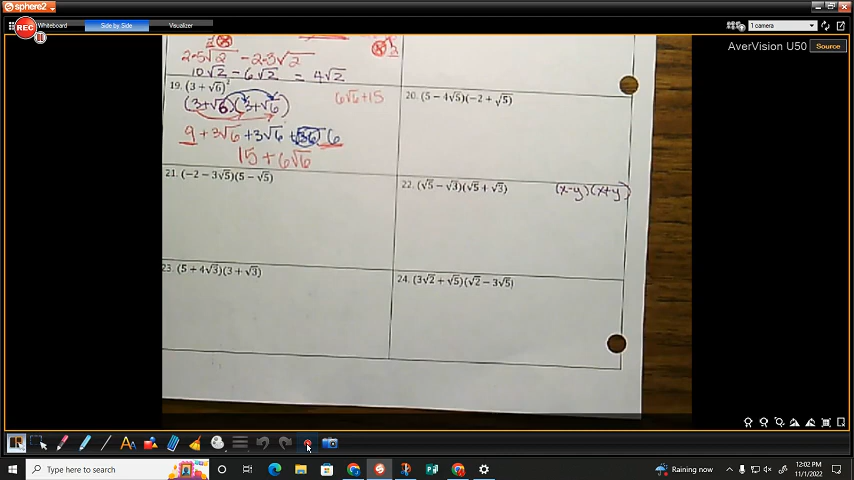 sphere2
REC
Whiteboard
Side by Side
Visualizer
1 camera
AverVision U50
Source
2·5√2 - 2·3√2
10√2 - 6√2 = 4√2
19. (3 + √6)²
(3+√6)(3+√6)
6√6+15
9 + 3√6 + 3√6 + √36 6
15 + 6√6
20. (5 − 4√5)(−2 + √5)
21. (−2 − 3√5)(5 − √5)
22. (√5 − √3)(√5 + √3)
(x-y)(x+y)
23. (5 + 4√3)(3 + √3)
24. (3√2 + √5)(√2 − 3√5)
Type here to search
Raining now
12:02 PM
11/1/2022